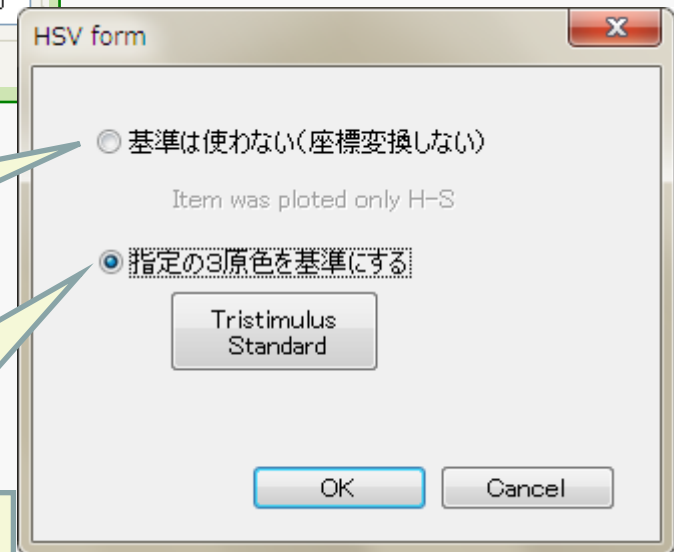 HSV form
基準は使わない(座標変換しない)
Item was ploted only H-S
指定の3原色を基準にする
Tristimulus
Standard
OK
Cancel